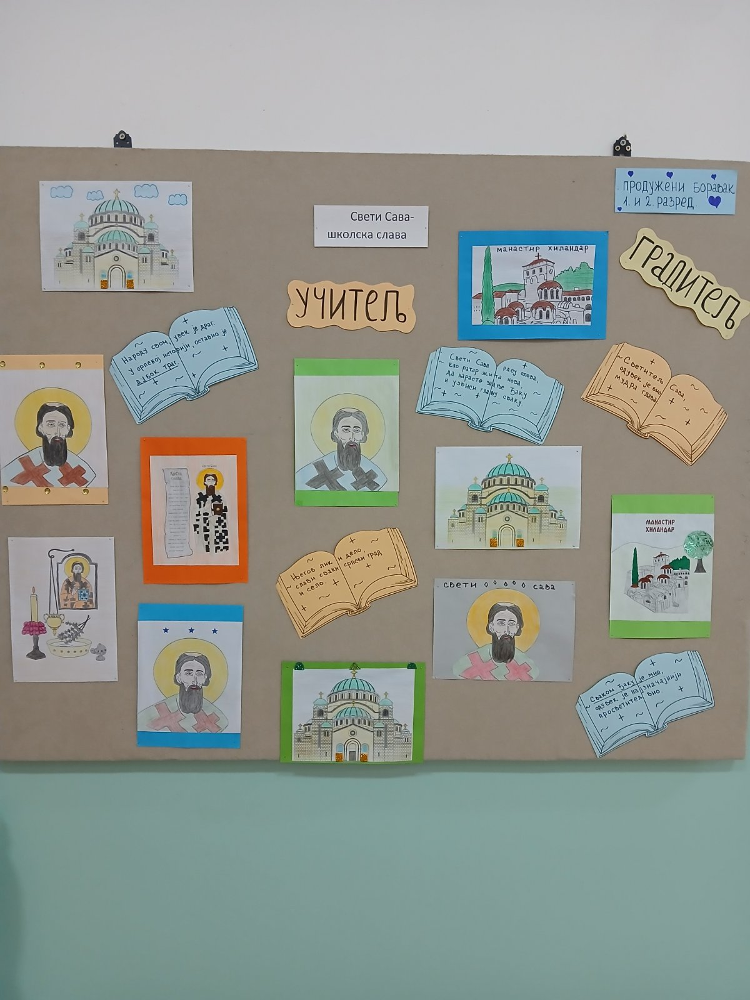 продужени боравак
1. и 2. разред.
Свети Сава-
школска слава
манастир хиландар
градитељ
учитељ
Народу свом, увек је драг.
у српској историји, оставио је
дубок траг.
Свети Сава расу слова,
као ратар жита нова,
да нарасте знање ђаку
и узвиси главу сваку.
Светитељ Сава,
одувек је био
мудра глава.
Свети Сава
Књига
манастир
хиландар
Његов лик и дело,
слави сваки српски град
и село.
свети сава
Сваком ђаку је мио,
одувек је најзначајнији
просветитељ био.